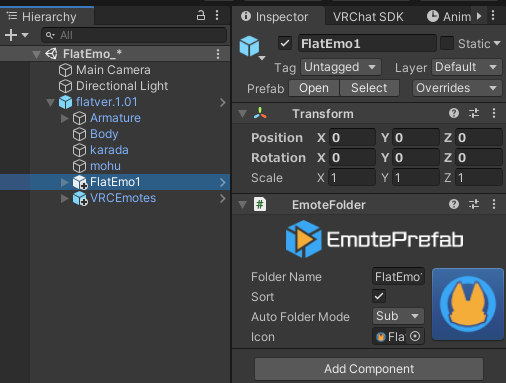 Hierarchy
All
FlatEmo_*
Main Camera
Directional Light
flatver.1.01
Armature
Body
karada
mohu
FlatEmo1
VRCEmotes
Inspector VRChat SDK Anim
FlatEmo1 Static
Tag Untagged Layer Default
Prefab Open Select Overrides
Transform
Position X 0 Y 0 Z 0
Rotation X 0 Y 0 Z 0
Scale X 1 Y 1 Z 1
EmoteFolder
EmotePrefab
Folder Name FlatEmo1
Sort
Auto Folder Mode Sub
Icon Fla
Add Component